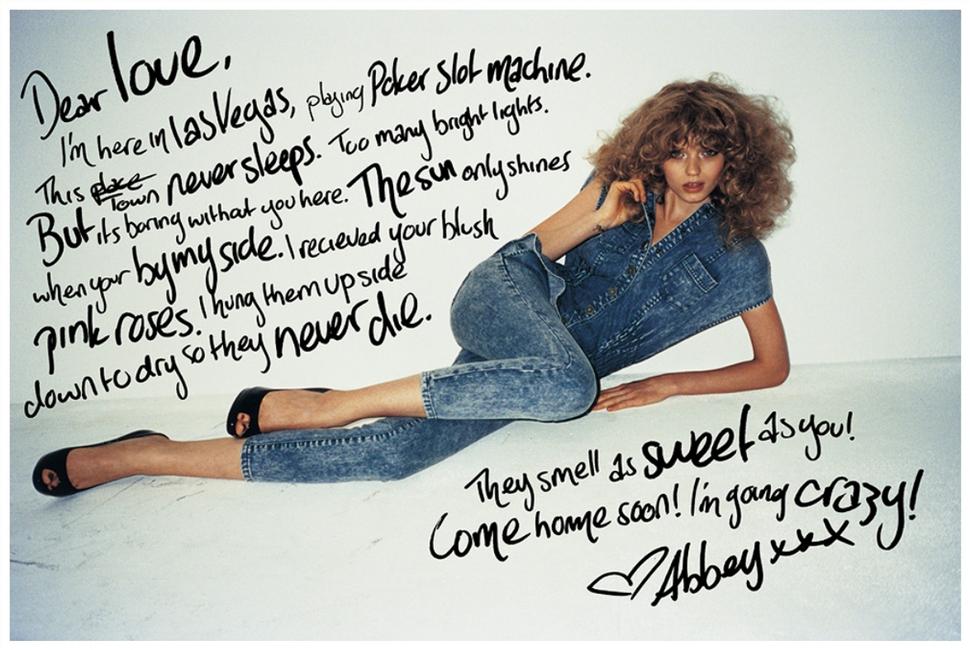 Dear love,
I'm here in las Vegas, playing Poker slot machine.
This place Town never sleeps. Too many bright lights.
But its boring without you here. The sun only shines
when your by my side. I recieved your blush
pink roses. I hung them up side
down to dry so they never die.
They smell as sweet as you!
Come home soon! I'm going crazy!
♡Abbey xxx